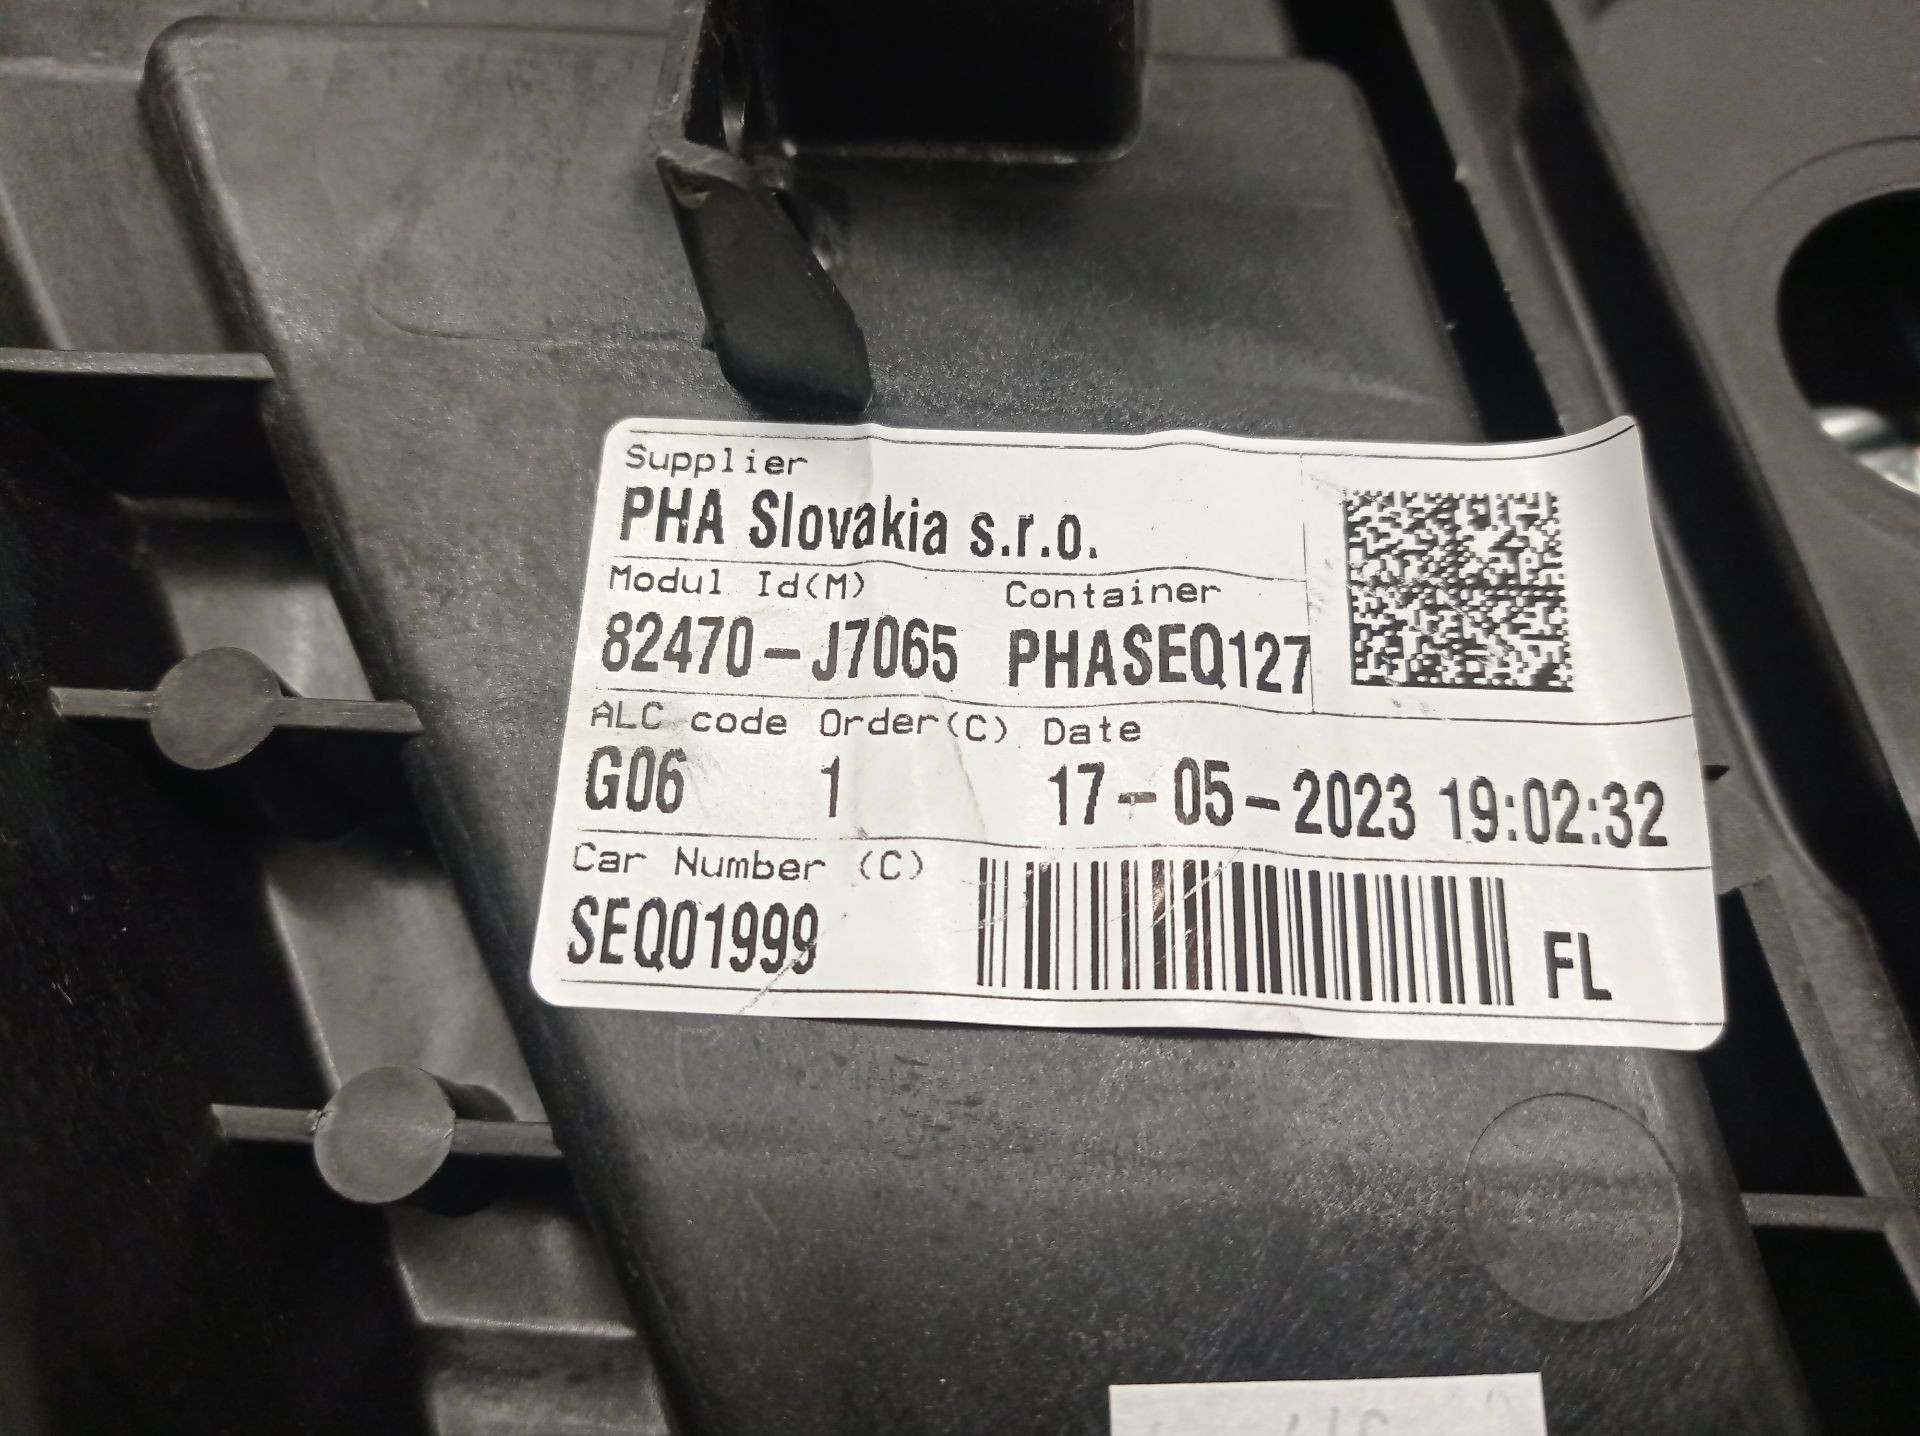 Supplier
PHA Slovakia s.r.o.
Modul Id(M) Container
82470-J7065 PHASEQ127
ALC code Order(C) Date
G06 1 17-05-2023 19:02:32
Car Number (C)
SEQ01999 FL